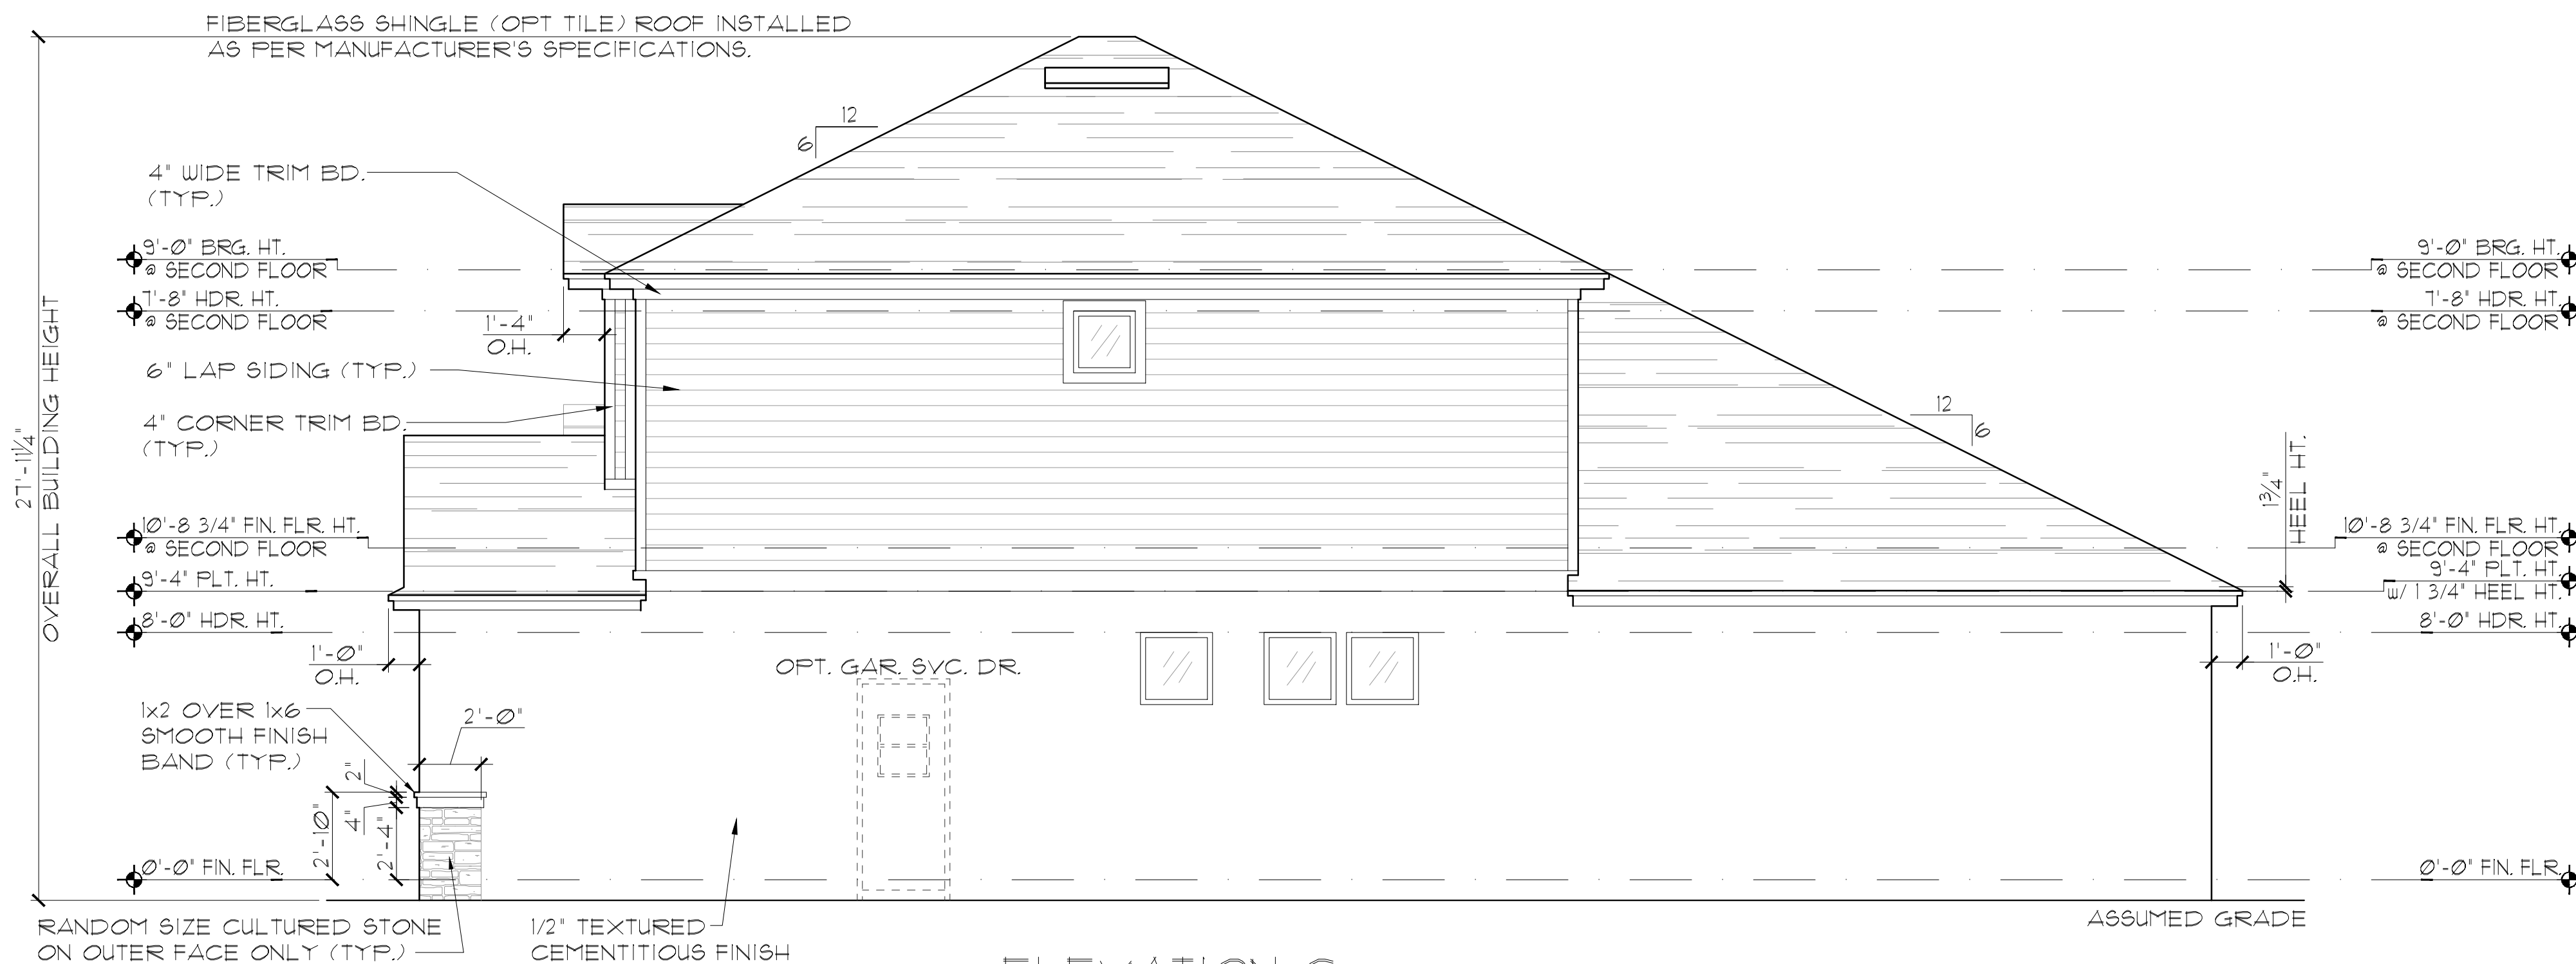 FIBERGLASS SHINGLE (OPT TILE) ROOF INSTALLED
AS PER MANUFACTURER'S SPECIFICATIONS.
12
6
4" WIDE TRIM BD.
(TYP.)
9'-0" BRG. HT.
@ SECOND FLOOR
7'-8" HDR. HT.
@ SECOND FLOOR
1'-4"
O.H.
6" LAP SIDING (TYP.)
4" CORNER TRIM BD.
(TYP.)
27'-11 1/4"
OVERALL BUILDING HEIGHT
10'-8 3/4" FIN. FLR. HT.
@ SECOND FLOOR
9'-4" PLT. HT.
8'-0" HDR. HT.
1'-0"
O.H.
1x2 OVER 1x6
SMOOTH FINISH
BAND (TYP.)
2'-0"
2"
4"
2'-10"
2'-4"
0'-0" FIN. FLR.
RANDOM SIZE CULTURED STONE
ON OUTER FACE ONLY (TYP.)
1/2" TEXTURED
CEMENTITIOUS FINISH
OPT. GAR. SVC. DR.
9'-0" BRG. HT.
@ SECOND FLOOR
7'-8" HDR. HT.
@ SECOND FLOOR
12
6
1 3/4"
HEEL HT.
10'-8 3/4" FIN. FLR. HT.
@ SECOND FLOOR
9'-4" PLT. HT.
w/ 1 3/4" HEEL HT.
8'-0" HDR. HT.
1'-0"
O.H.
0'-0" FIN. FLR.
ASSUMED GRADE